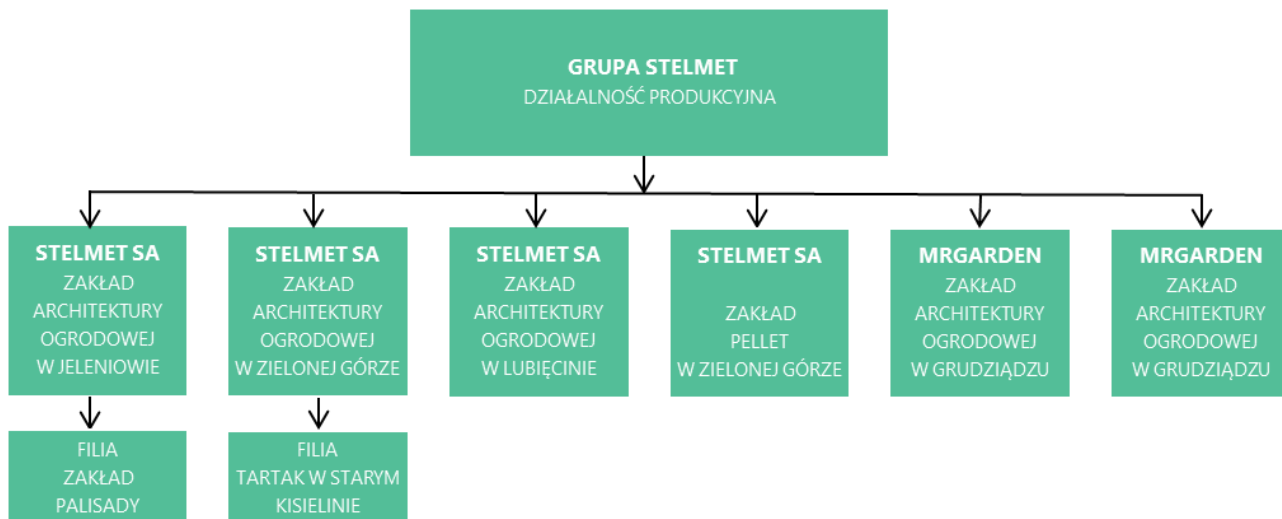 GRUPA STELMET
DZIAŁALNOŚĆ PRODUKCYJNA
STELMET SA
ZAKŁAD
ARCHITEKTURY
OGRODOWEJ
W JELENIOWIE
STELMET SA
ZAKŁAD
ARCHITEKTURY
OGRODOWEJ
W ZIELONEJ GÓRZE
STELMET SA
ZAKŁAD
ARCHITEKTURY
OGRODOWEJ
W LUBIĘCINIE
STELMET SA
ZAKŁAD
PELLET
W ZIELONEJ GÓRZE
MRGARDEN
ZAKŁAD
ARCHITEKTURY
OGRODOWEJ
W GRUDZIĄDZU
MRGARDEN
ZAKŁAD
ARCHITEKTURY
OGRODOWEJ
W GRUDZIĄDZU
FILIA
ZAKŁAD
PALISADY
FILIA
TARTAK W STARYM
KISIELINIE